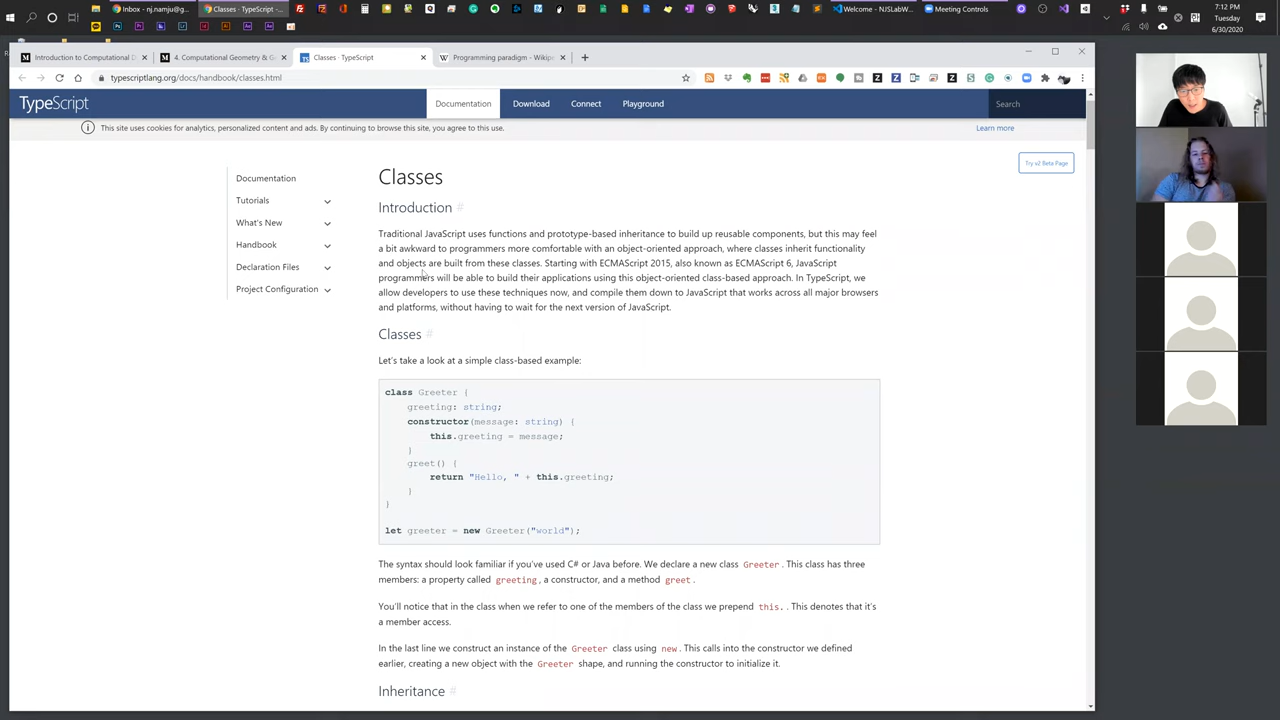 Inbox - nj.namju@g
Classes - TypeScript - G
Welcome — NJSLab W
Meeting Controls
7:12 PM
Tuesday
6/30/2020
Introduction to Computational D
4. Computational Geometry & G
Classes · TypeScript
Programming paradigm - Wikip
typescriptlang.org/docs/handbook/classes.html
TypeScript
Documentation
Download
Connect
Playground
Search
This site uses cookies for analytics, personalized content and ads. By continuing to browse this site, you agree to this use.
Learn more
Try v2 Beta Page
Documentation
Tutorials
What's New
Handbook
Declaration Files
Project Configuration
Classes
Introduction #
Traditional JavaScript uses functions and prototype-based inheritance to build up reusable components, but this may feel
a bit awkward to programmers more comfortable with an object-oriented approach, where classes inherit functionality
and objects are built from these classes. Starting with ECMAScript 2015, also known as ECMAScript 6, JavaScript
programmers will be able to build their applications using this object-oriented class-based approach. In TypeScript, we
allow developers to use these techniques now, and compile them down to JavaScript that works across all major browsers
and platforms, without having to wait for the next version of JavaScript.
Classes #
Let's take a look at a simple class-based example:
class Greeter {
greeting: string;
constructor(message: string) {
this.greeting = message;
}
greet() {
return "Hello, " + this.greeting;
}
}
let greeter = new Greeter("world");
The syntax should look familiar if you've used C# or Java before. We declare a new class Greeter. This class has three
members: a property called greeting, a constructor, and a method greet.
You'll notice that in the class when we refer to one of the members of the class we prepend this. . This denotes that it's
a member access.
In the last line we construct an instance of the Greeter class using new. This calls into the constructor we defined
earlier, creating a new object with the Greeter shape, and running the constructor to initialize it.
Inheritance #